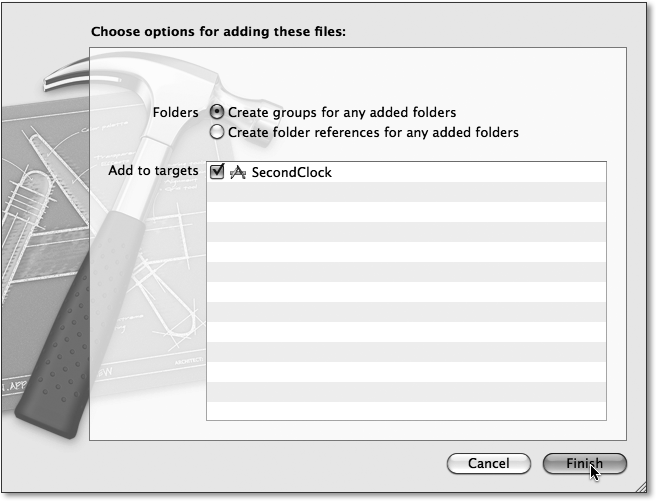 Choose options for adding these files:
Folders
Create groups for any added folders
Create folder references for any added folders
Add to targets
SecondClock
Cancel
Finish